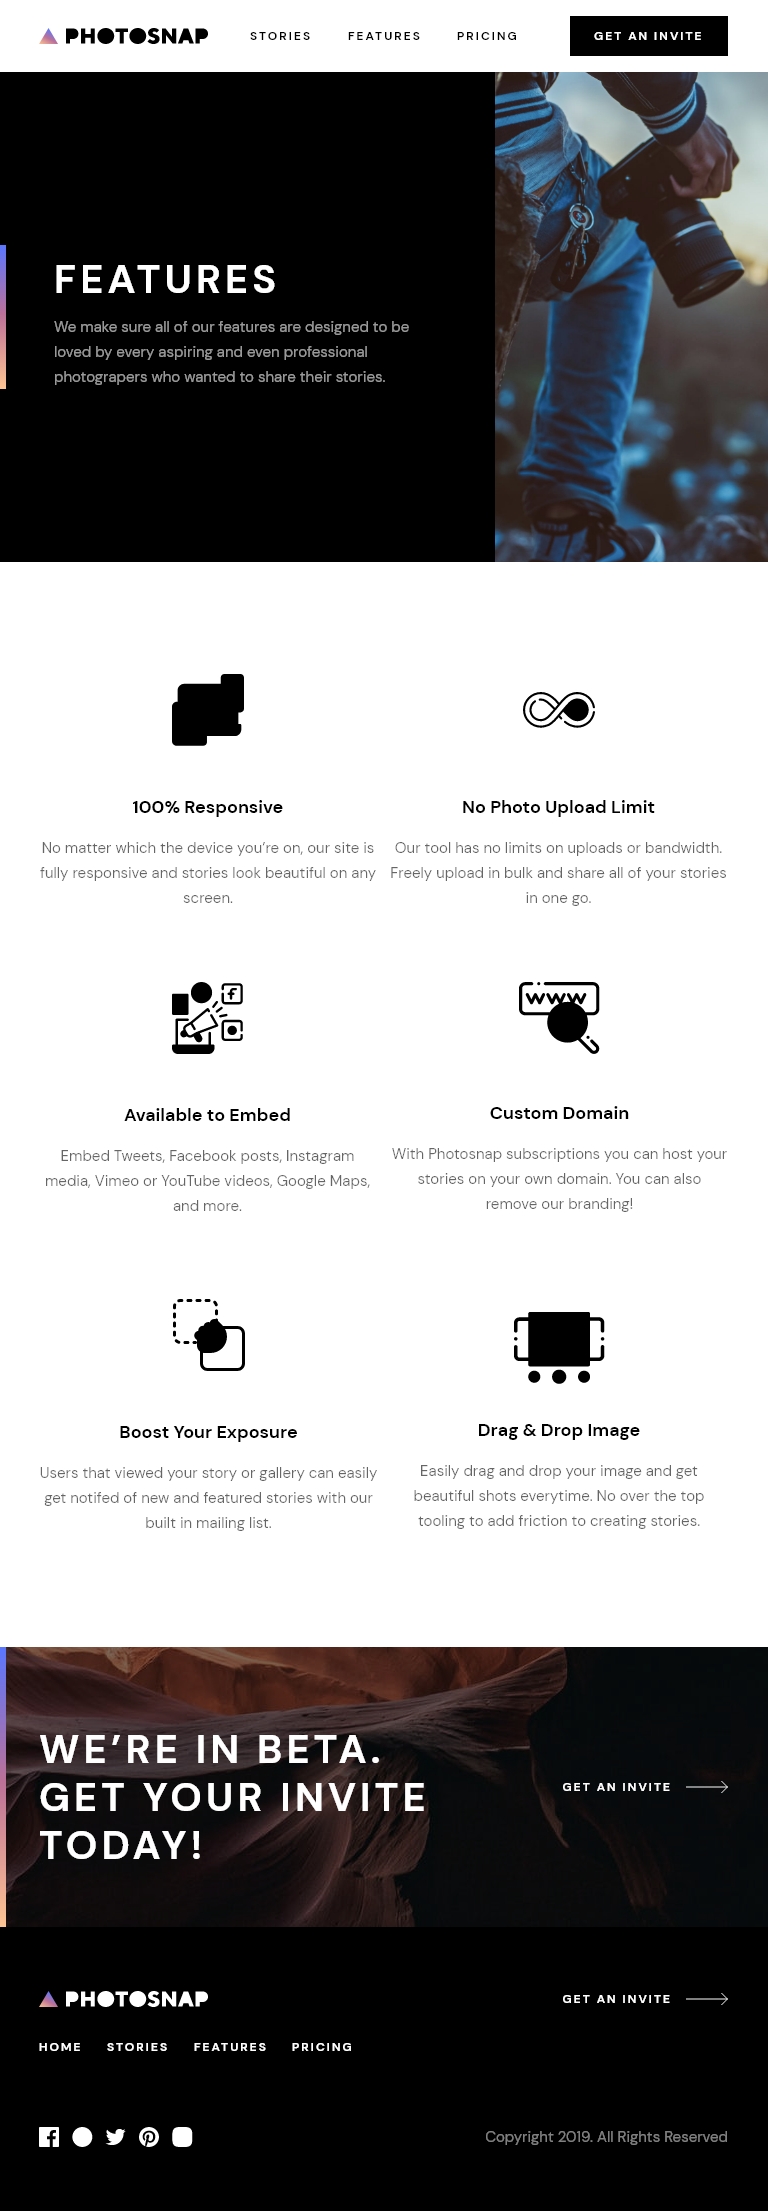 PHOTOSNAP
STORIES
FEATURES
PRICING
GET AN INVITE
FEATURES
We make sure all of our features are designed to be
loved by every aspiring and even professional
photograpers who wanted to share their stories.
100% Responsive
No matter which the device you’re on, our site is
fully responsive and stories look beautiful on any
screen.
No Photo Upload Limit
Our tool has no limits on uploads or bandwidth.
Freely upload in bulk and share all of your stories
in one go.
Available to Embed
Embed Tweets, Facebook posts, Instagram
media, Vimeo or YouTube videos, Google Maps,
and more.
www
Custom Domain
With Photosnap subscriptions you can host your
stories on your own domain. You can also
remove our branding!
Boost Your Exposure
Users that viewed your story or gallery can easily
get notifed of new and featured stories with our
built in mailing list.
Drag & Drop Image
Easily drag and drop your image and get
beautiful shots everytime. No over the top
tooling to add friction to creating stories.
WE’RE IN BETA.
GET YOUR INVITE
TODAY!
GET AN INVITE
PHOTOSNAP
GET AN INVITE
HOME
STORIES
FEATURES
PRICING
Copyright 2019. All Rights Reserved